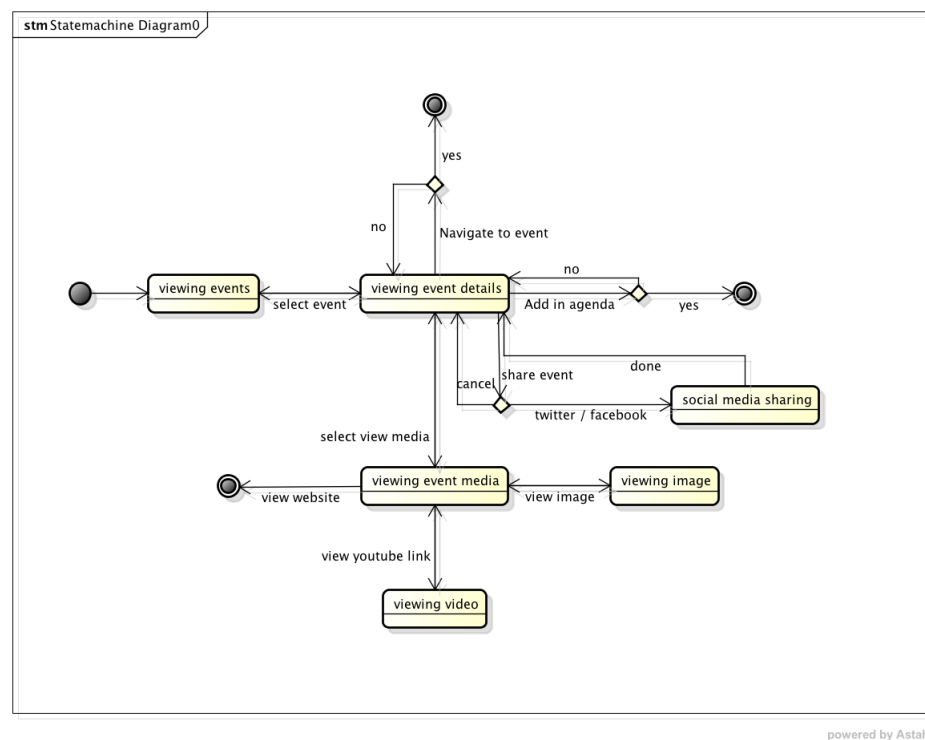 stm Statemachine Diagram0
yes
no
Navigate to event
viewing events
select event
viewing event details
no
Add in agenda
yes
done
share event
cancel
social media sharing
twitter / facebook
select view media
viewing event media
view website
view image
viewing image
view youtube link
viewing video
powered by Astah